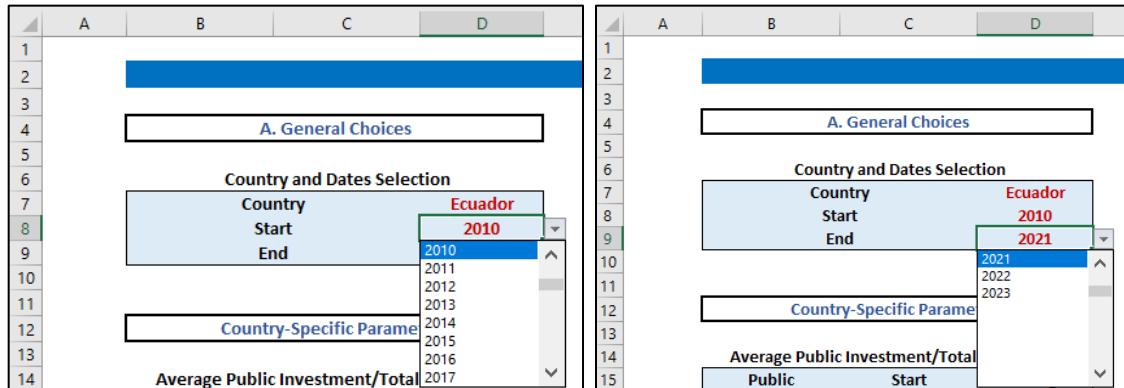 A B C D
1
2
3
4 A. General Choices
5
6 Country and Dates Selection
7 Country Ecuador
8 Start 2010
9 End 2010
2011
10 2012
11 2013
12 Country-Specific Parame 2014
2015
13 2016
14 Average Public Investment/Total 2017
A B C D
1
2
3
4 A. General Choices
5
6 Country and Dates Selection
7 Country Ecuador
8 Start 2010
9 End 2021
10 2021
2022
11 2023
12 Country-Specific Parame
13
14 Average Public Investment/Total
15 Public Start